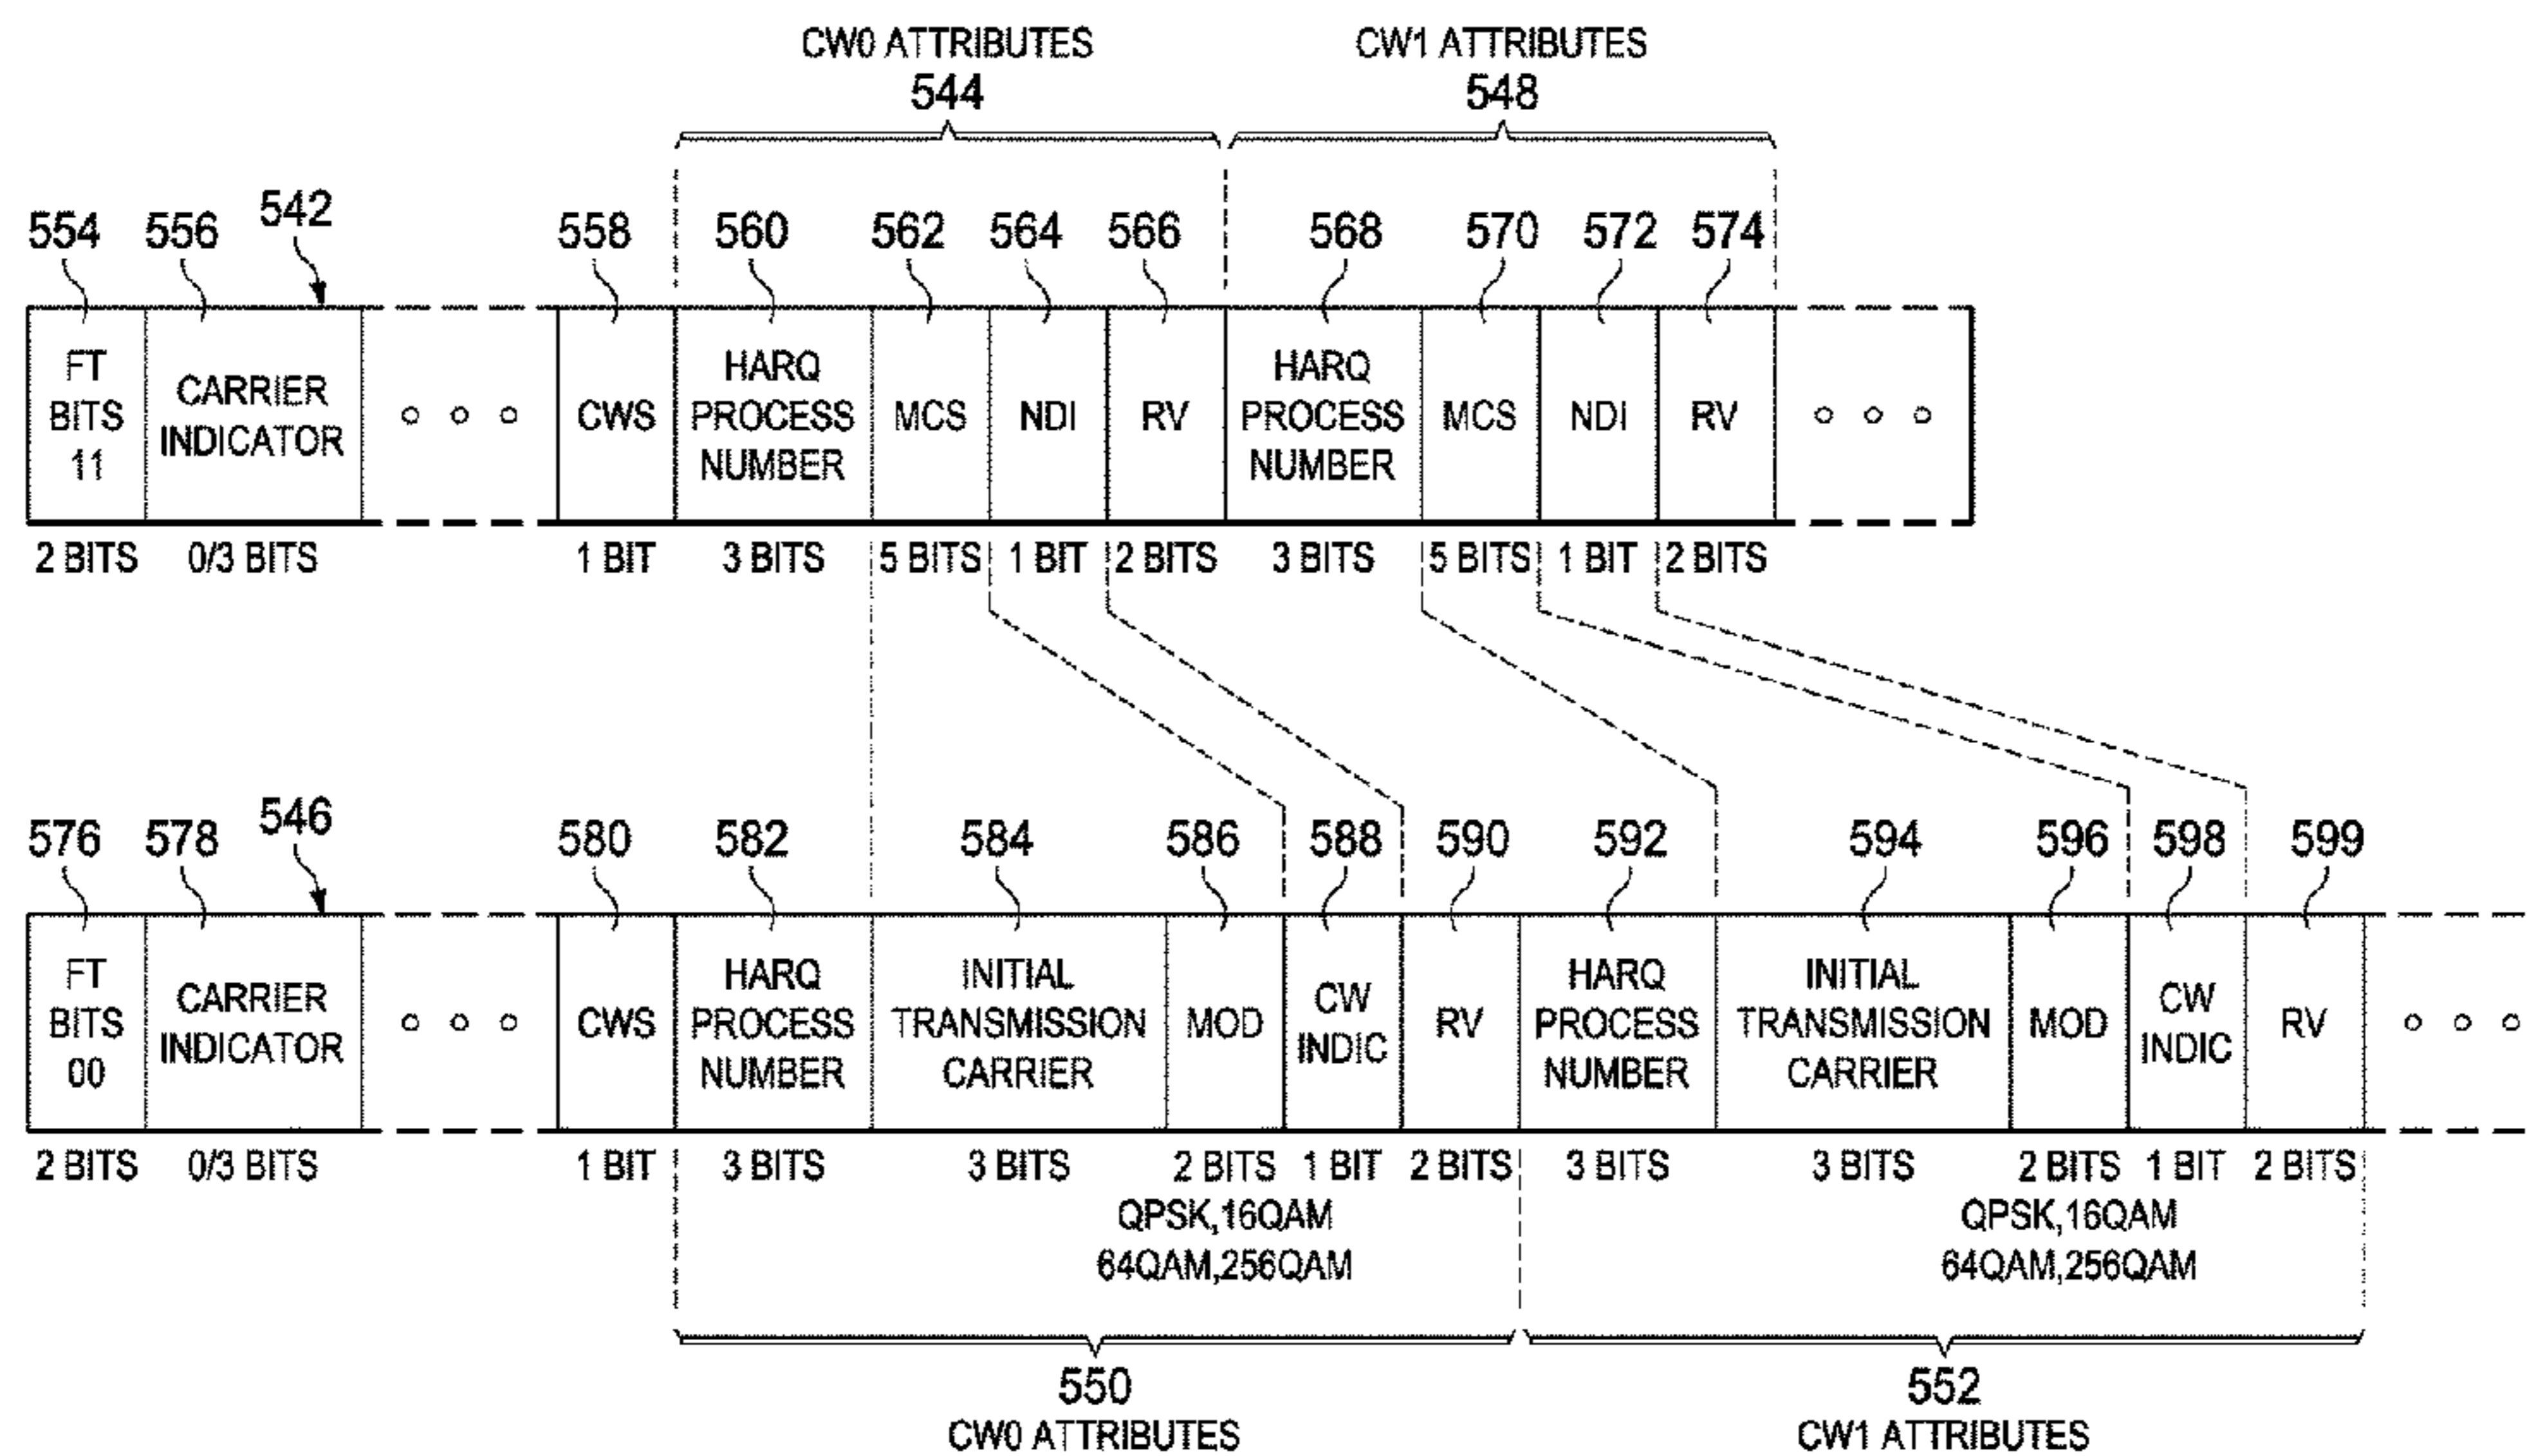 CW0 ATTRIBUTES
544
CW1 ATTRIBUTES
548
554
556
542
558
560
562
564
566
568
570
572
574
FT
BITS
11
CARRIER
INDICATOR
CWS
HARQ
PROCESS
NUMBER
MCS
NDI
RV
HARQ
PROCESS
NUMBER
MCS
NDI
RV
2 BITS
0/3 BITS
1 BIT
3 BITS
5 BITS
1 BIT
2 BITS
3 BITS
5 BITS
1 BIT
2 BITS
576
578
546
580
582
584
586
588
590
592
594
596
598
599
FT
BITS
00
CARRIER
INDICATOR
CWS
HARQ
PROCESS
NUMBER
INITIAL
TRANSMISSION
CARRIER
MOD
CW
INDIC
RV
HARQ
PROCESS
NUMBER
INITIAL
TRANSMISSION
CARRIER
MOD
CW
INDIC
RV
2 BITS
0/3 BITS
1 BIT
3 BITS
3 BITS
2 BITS
1 BIT
2 BITS
3 BITS
3 BITS
2 BITS
1 BIT
2 BITS
QPSK,16QAM
64QAM,256QAM
QPSK,16QAM
64QAM,256QAM
550
CW0 ATTRIBUTES
552
CW1 ATTRIBUTES